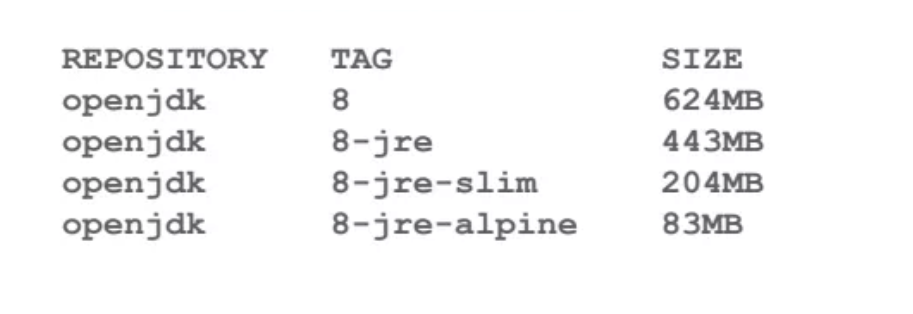 REPOSITORY TAG SIZE
openjdk 8 624MB
openjdk 8-jre 443MB
openjdk 8-jre-slim 204MB
openjdk 8-jre-alpine 83MB